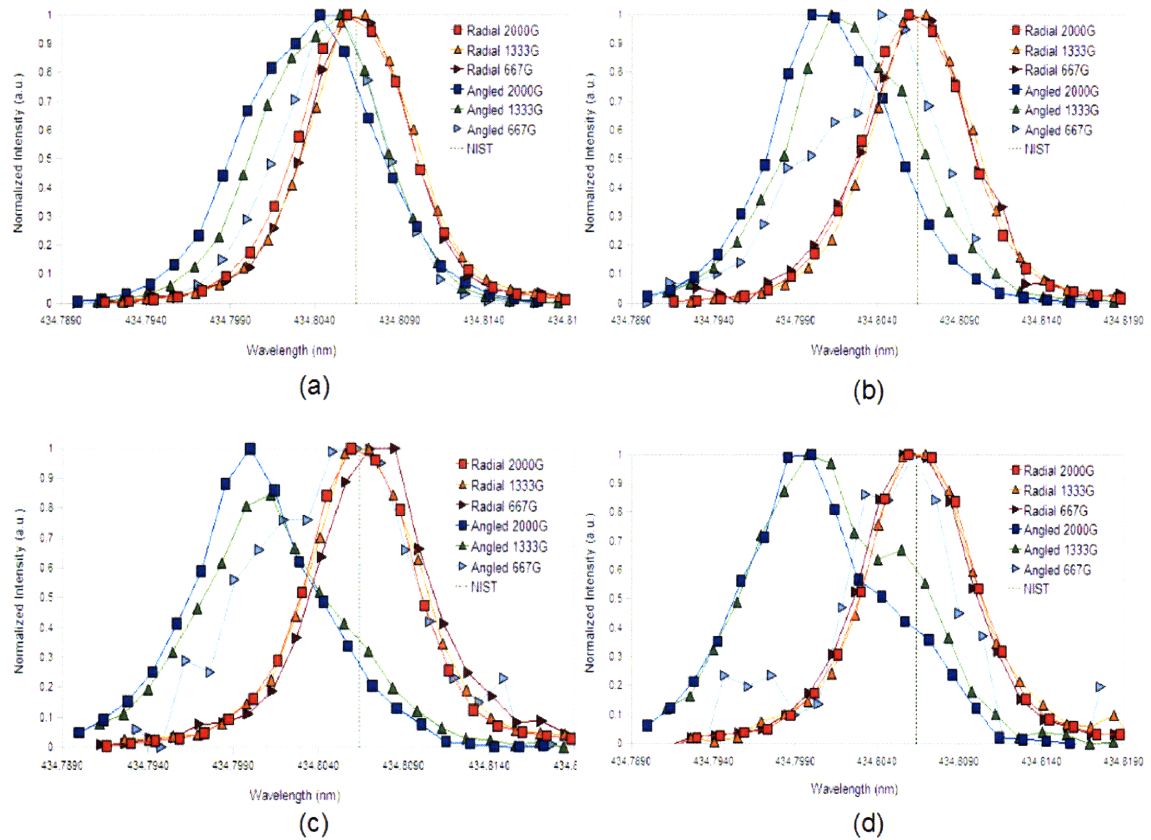 1
0.9
0.8
0.7
0.6
0.5
0.4
0.3
0.2
0.1
0
Normalized Intensity (a.u.)
Radial 2000G
Radial 1333G
Radial 667G
Angled 2000G
Angled 1333G
Angled 667G
NIST
434.7890 434.7940 434.7990 434.8040 434.8090 434.8140 434.81
Wavelength (nm)
(a)
1
0.9
0.8
0.7
0.6
0.5
0.4
0.3
0.2
0.1
0
Normalized Intensity (a.u.)
Radial 2000G
Radial 1333G
Radial 667G
Angled 2000G
Angled 1333G
Angled 667G
NIST
434.7890 434.7940 434.7990 434.8040 434.8090 434.8140 434.8190
Wavelength (nm)
(b)
1
0.9
0.8
0.7
0.6
0.5
0.4
0.3
0.2
0.1
0
Normalized Intensity (a.u.)
Radial 2000G
Radial 1333G
Radial 667G
Angled 2000G
Angled 1333G
Angled 667G
NIST
434.7890 434.7940 434.7990 434.8040 434.8090 434.8140 434.8
Wavelength (nm)
(c)
1
0.9
0.8
0.7
0.6
0.5
0.4
0.3
0.2
0.1
0
Normalized Intensity (a.u.)
Radial 2000G
Radial 1333G
Radial 667G
Angled 2000G
Angled 1333G
Angled 667G
NIST
434.7890 434.7940 434.7990 434.8040 434.8090 434.8140 434.8190
Wavelength (nm)
(d)